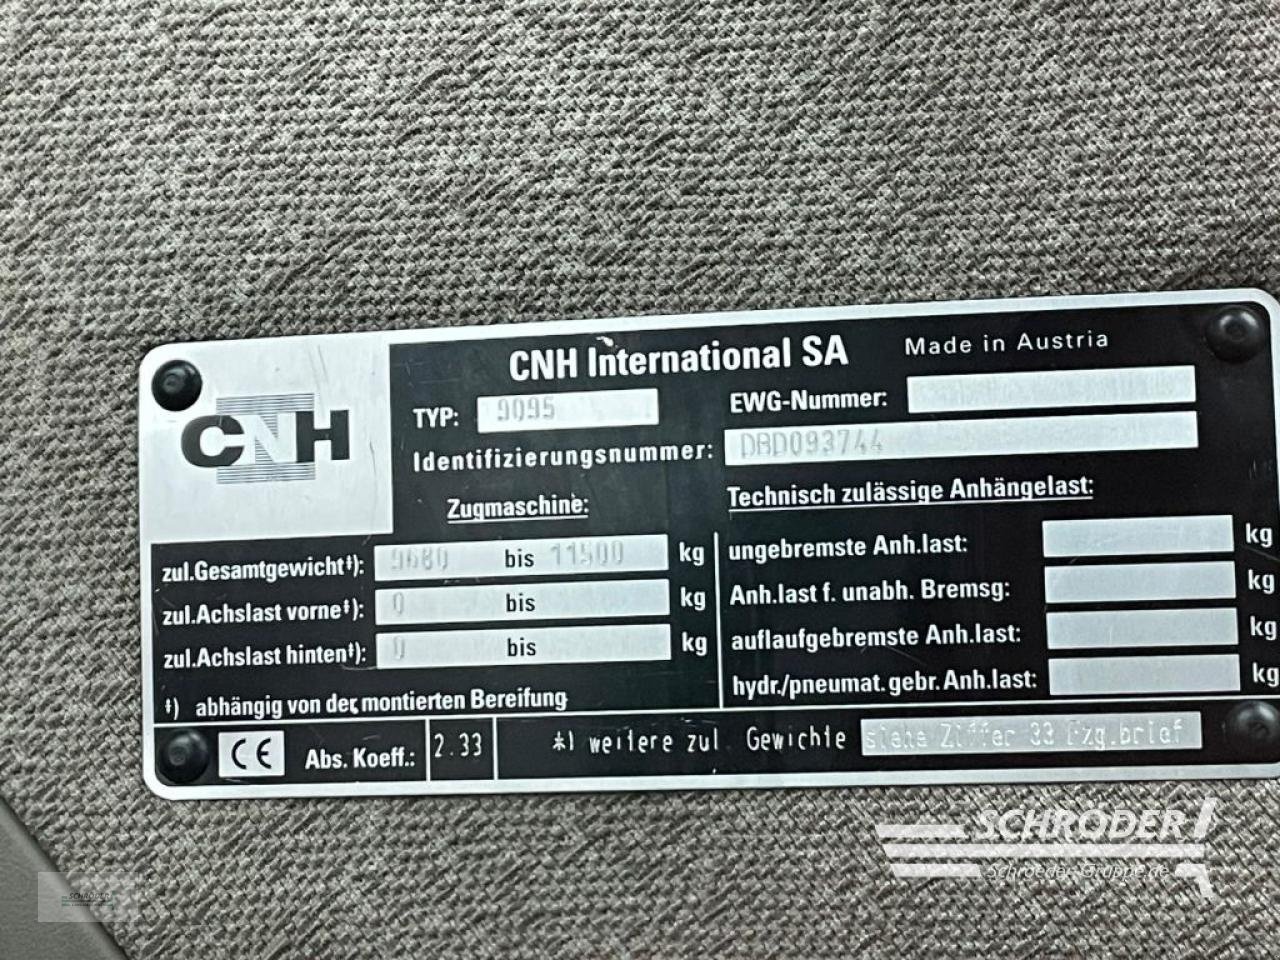 CNH
CNH International SA Made in Austria
TYP: 9095 EWG-Nummer:
Identifizierungsnummer: DBD093744
Zugmaschine: Technisch zulässige Anhängelast:
zul.Gesamtgewicht‡): 9680 bis 11500 kg
zul.Achslast vorne‡): 0 bis kg
zul.Achslast hinten‡): 0 bis kg
‡) abhängig von der montierten Bereifung
ungebremste Anh.last: kg
Anh.last f. unabh. Bremsg: kg
auflaufgebremste Anh.last: kg
hydr./pneumat.gebr.Anh.last: kg
CE Abs. Koeff.: 2.33 *) weitere zul Gewichte siehe Ziffer 33 Fzg.brief
SCHRÖDER
Schroeder-Gruppe.de
SCHRÖDER